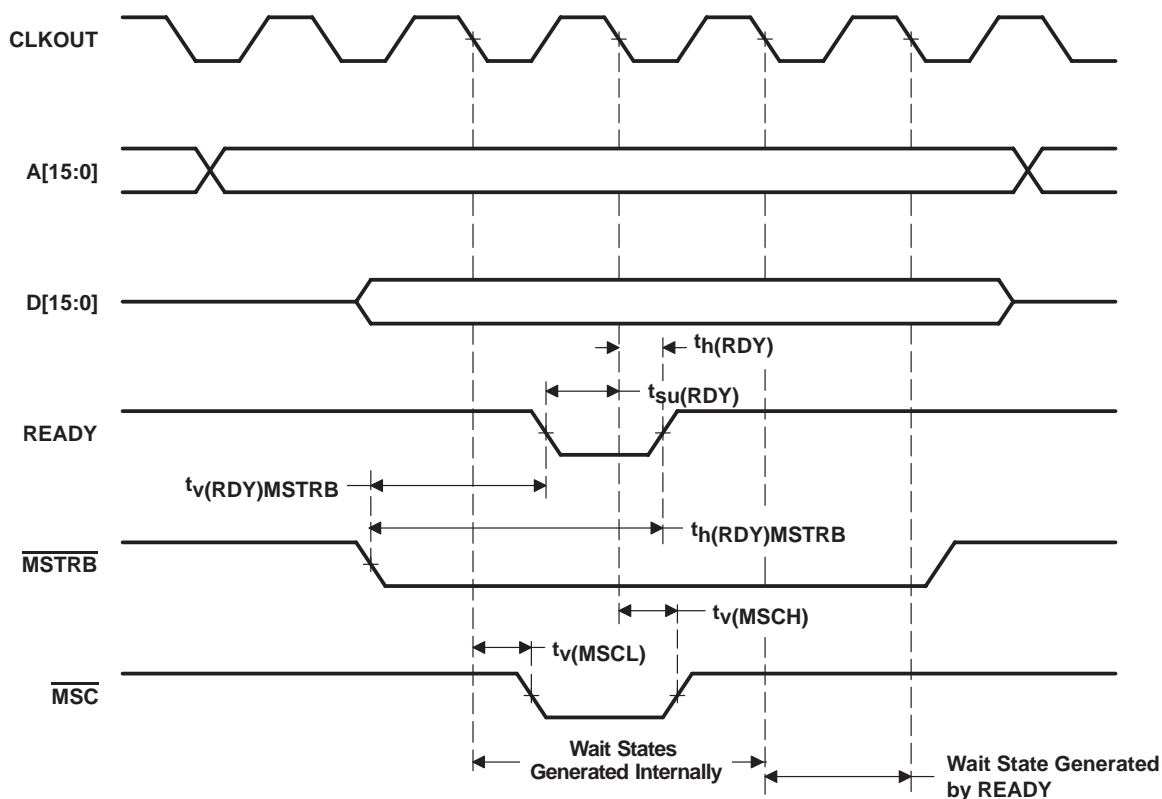 CLKOUT
A[15:0]
D[15:0]
th(RDY)
tsu(RDY)
READY
tv(RDY)MSTRB
th(RDY)MSTRB
MSTRB
tv(MSCH)
tv(MSCL)
MSC
Wait States
Generated Internally
Wait State Generated
by READY